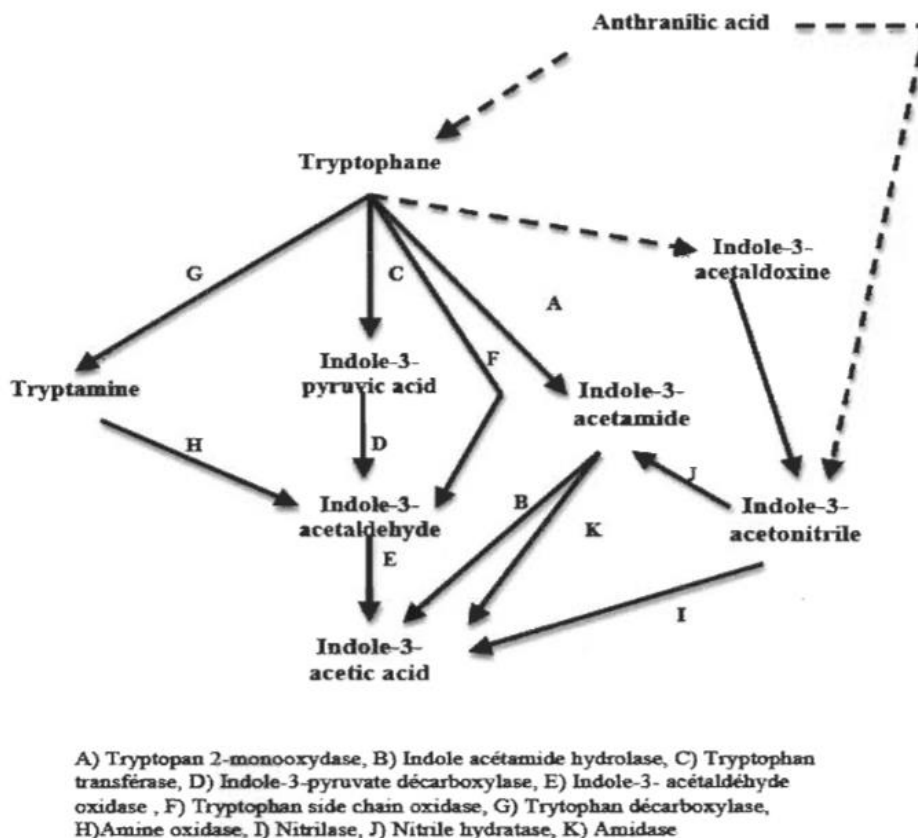 Anthranilic acid
Tryptophane
Indole-3-
acetaldoxine
G
C
A
F
Tryptamine
Indole-3-
pyruvic acid
Indole-3-
acetamide
H
D
J
Indole-3-
acetaldehyde
B
K
Indole-3-
acetonitrile
E
I
Indole-3-
acetic acid
A) Tryptopan 2-monooxydase, B) Indole acétamide hydrolase, C) Tryptophan
transférase, D) Indole-3-pyruvate décarboxylase, E) Indole-3- acétaldéhyde
oxidase , F) Tryptophan side chain oxidase, G) Trytophan décarboxylase,
H)Amine oxidase, I) Nitrilase, J) Nitrile hydratase, K) Amidase